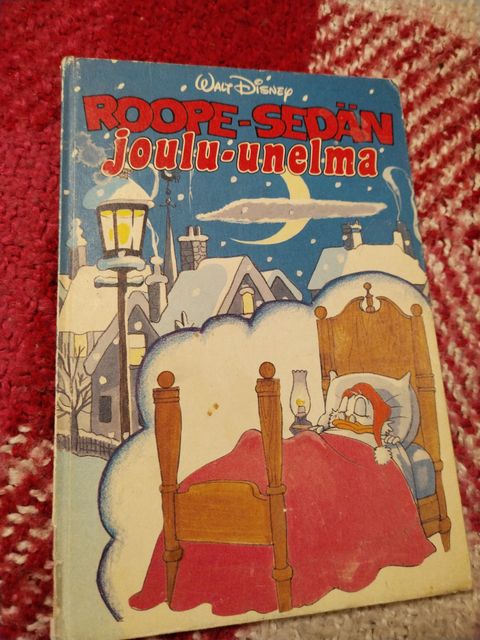 WALT DISNEY
ROOPE-SEDÄN
joulu-unelma